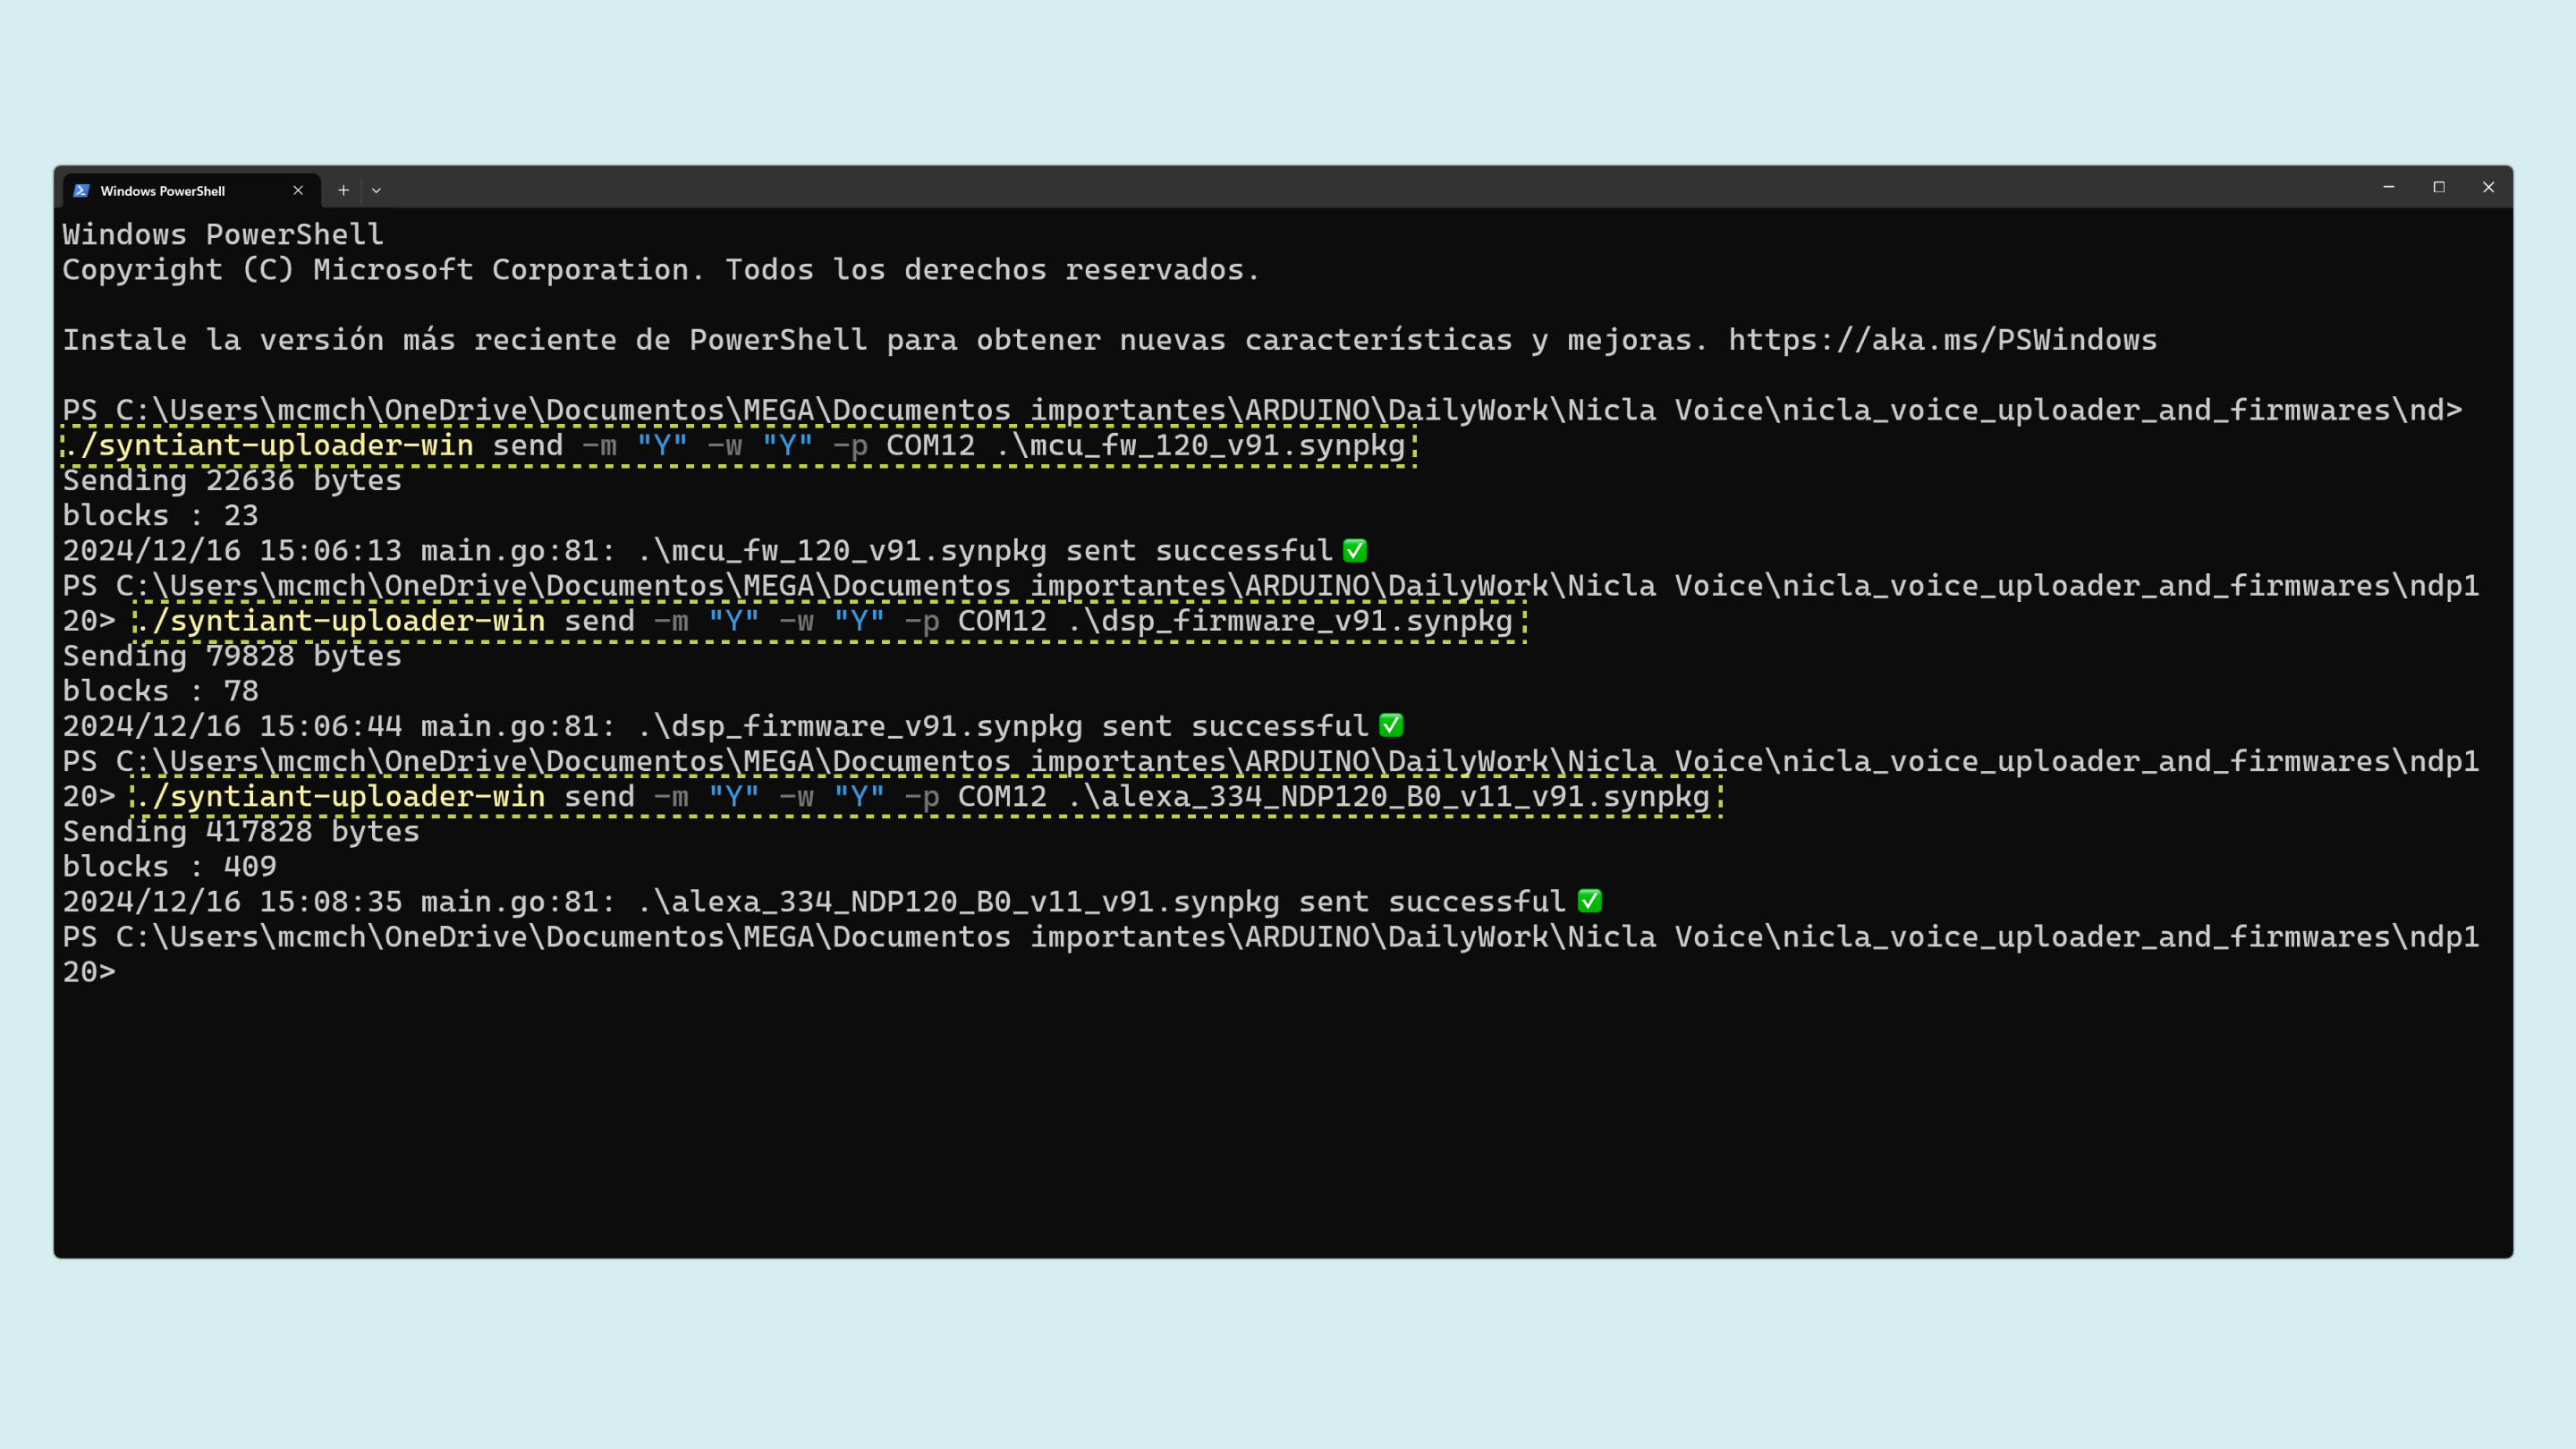 Windows PowerShell
Windows PowerShell
Copyright (C) Microsoft Corporation. Todos los derechos reservados.
Instale la versión más reciente de PowerShell para obtener nuevas características y mejoras. https://aka.ms/PSWindows
PS C:\Users\mcmch\OneDrive\Documentos\MEGA\Documentos importantes\ARDUINO\DailyWork\Nicla Voice\nicla_voice_uploader_and_firmwares\nd>
./syntiant-uploader-win send -m "Y" -w "Y" -p COM12 .\mcu_fw_120_v91.synpkg
Sending 22636 bytes
blocks : 23
2024/12/16 15:06:13 main.go:81: .\mcu_fw_120_v91.synpkg sent successful ✅
PS C:\Users\mcmch\OneDrive\Documentos\MEGA\Documentos importantes\ARDUINO\DailyWork\Nicla Voice\nicla_voice_uploader_and_firmwares\ndp1
20> ./syntiant-uploader-win send -m "Y" -w "Y" -p COM12 .\dsp_firmware_v91.synpkg
Sending 79828 bytes
blocks : 78
2024/12/16 15:06:44 main.go:81: .\dsp_firmware_v91.synpkg sent successful ✅
PS C:\Users\mcmch\OneDrive\Documentos\MEGA\Documentos importantes\ARDUINO\DailyWork\Nicla Voice\nicla_voice_uploader_and_firmwares\ndp1
20> ./syntiant-uploader-win send -m "Y" -w "Y" -p COM12 .\alexa_334_NDP120_B0_v11_v91.synpkg
Sending 417828 bytes
blocks : 409
2024/12/16 15:08:35 main.go:81: .\alexa_334_NDP120_B0_v11_v91.synpkg sent successful ✅
PS C:\Users\mcmch\OneDrive\Documentos\MEGA\Documentos importantes\ARDUINO\DailyWork\Nicla Voice\nicla_voice_uploader_and_firmwares\ndp1
20>